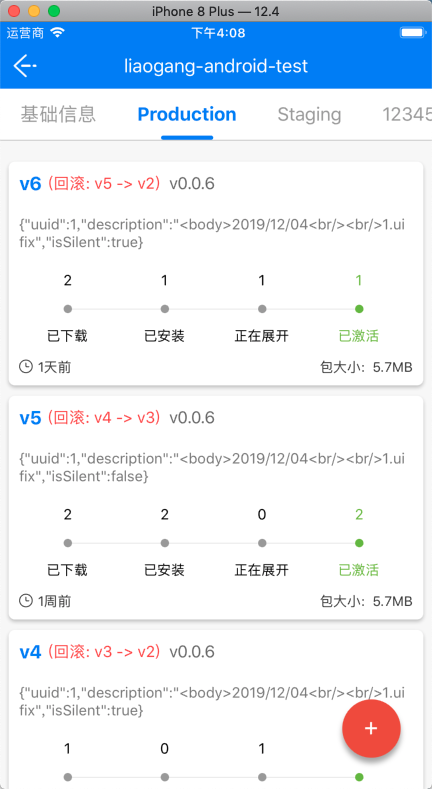 iPhone 8 Plus — 12.4
运营商 下午4:08
liaogang-android-test
基础信息 Production Staging 12345
v6 (回滚: v5 -> v2) v0.0.6
{"uuid":1,"description":"<body>2019/12/04<br/><br/>1.ui
fix","isSilent":true}
2 1 1 1
已下载 已安装 正在展开 已激活
1天前 包大小: 5.7MB
v5 (回滚: v4 -> v3) v0.0.6
{"uuid":1,"description":"<body>2019/12/04<br/><br/>1.ui
fix","isSilent":false}
2 2 0 2
已下载 已安装 正在展开 已激活
1周前 包大小: 5.7MB
v4 (回滚: v3 -> v2) v0.0.6
{"uuid":1,"description":"<body>2019/12/04<br/><br/>1.ui
fix","isSilent":true}
1 0 1
+